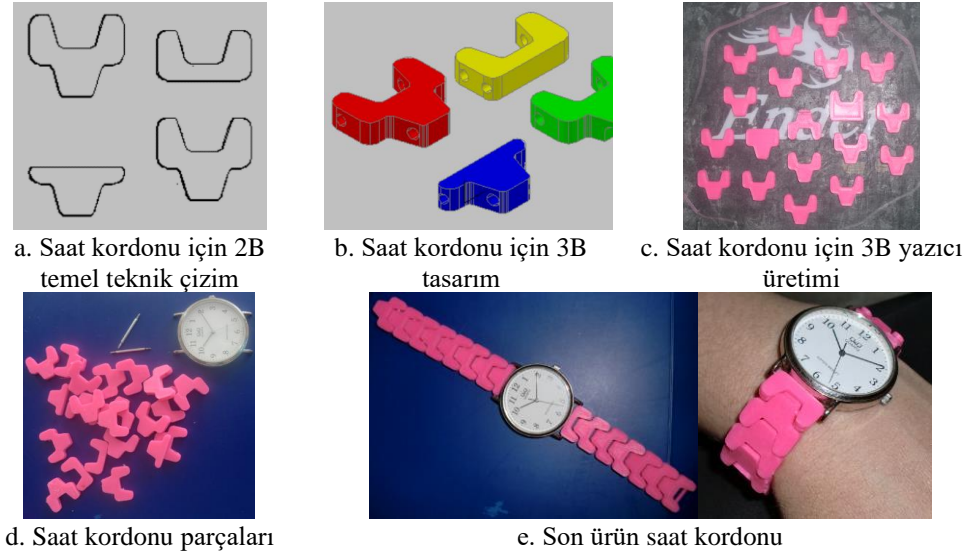 Ender
a. Saat kordonu için 2B
temel teknik çizim
b. Saat kordonu için 3B
tasarım
c. Saat kordonu için 3B yazıcı
üretimi
d. Saat kordonu parçaları
e. Son ürün saat kordonu